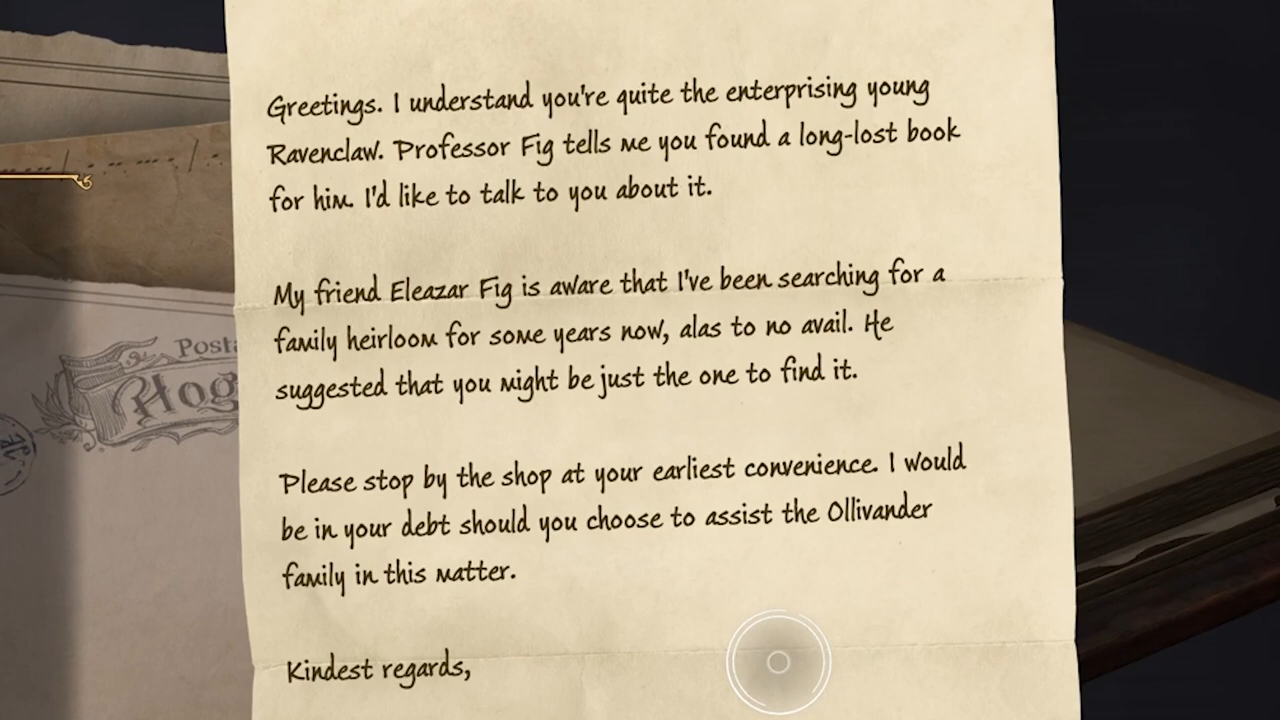 Greetings. I understand you're quite the enterprising young
Ravenclaw. Professor Fig tells me you found a long-lost book
for him. I'd like to talk to you about it.
My friend Eleazar Fig is aware that I've been searching for a
family heirloom for some years now, alas to no avail. He
suggested that you might be just the one to find it.
Please stop by the shop at your earliest convenience. I would
be in your debt should you choose to assist the Ollivander
family in this matter.
Kindest regards,
Posta
Hog